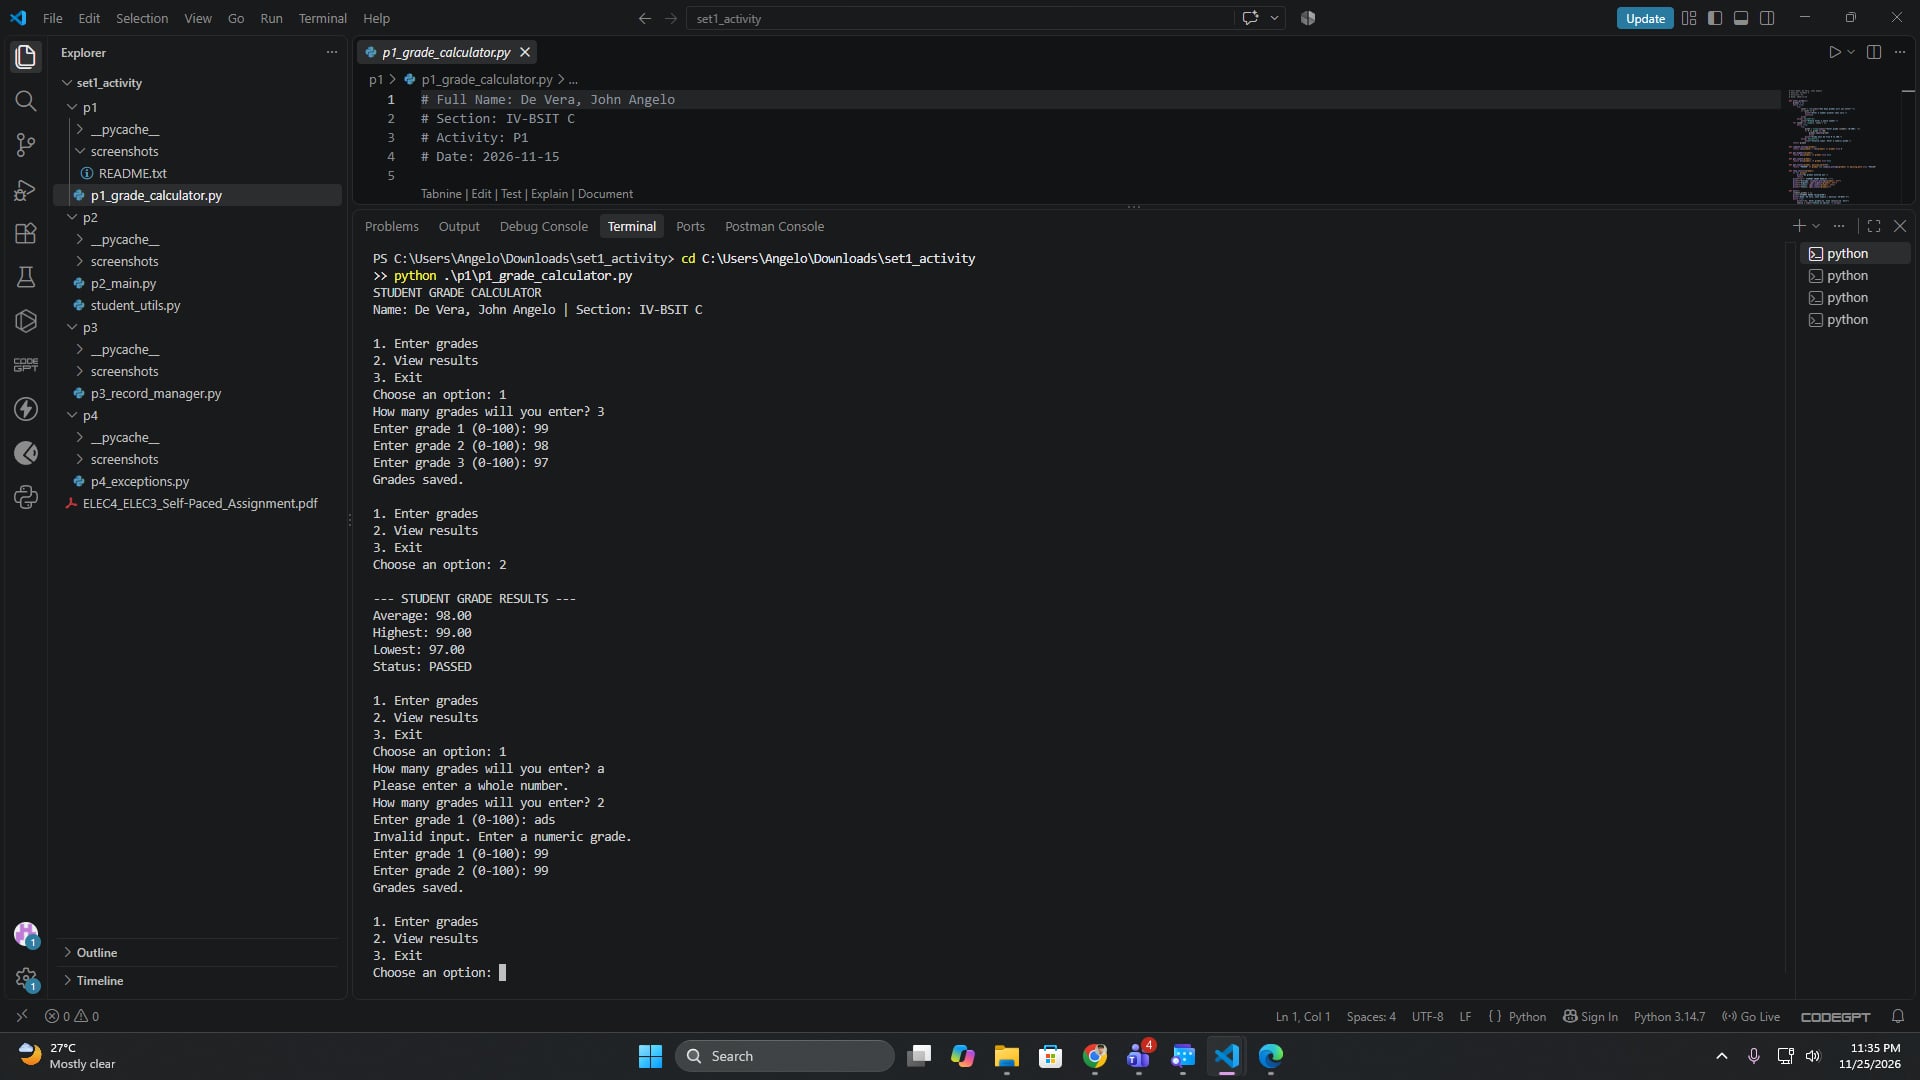 File Edit Selection View Go Run Terminal Help
set1_activity
Update
Explorer
set1_activity
p1
__pycache__
screenshots
README.txt
p1_grade_calculator.py
p2
__pycache__
screenshots
p2_main.py
student_utils.py
p3
__pycache__
screenshots
p3_record_manager.py
p4
__pycache__
screenshots
p4_exceptions.py
ELEC4_ELEC3_Self-Paced_Assignment.pdf
Outline
Timeline
CODE GPT
1
1
p1_grade_calculator.py
p1 > p1_grade_calculator.py > ...
1 # Full Name: De Vera, John Angelo
2 # Section: IV-BSIT C
3 # Activity: P1
4 # Date: 2026-11-15
5
Tabnine | Edit | Test | Explain | Document
Problems Output Debug Console Terminal Ports Postman Console
PS C:\Users\Angelo\Downloads\set1_activity> cd C:\Users\Angelo\Downloads\set1_activity
>> python .\p1\p1_grade_calculator.py
STUDENT GRADE CALCULATOR
Name: De Vera, John Angelo | Section: IV-BSIT C
1. Enter grades
2. View results
3. Exit
Choose an option: 1
How many grades will you enter? 3
Enter grade 1 (0-100): 99
Enter grade 2 (0-100): 98
Enter grade 3 (0-100): 97
Grades saved.
1. Enter grades
2. View results
3. Exit
Choose an option: 2
--- STUDENT GRADE RESULTS ---
Average: 98.00
Highest: 99.00
Lowest: 97.00
Status: PASSED
1. Enter grades
2. View results
3. Exit
Choose an option: 1
How many grades will you enter? a
Please enter a whole number.
How many grades will you enter? 2
Enter grade 1 (0-100): ads
Invalid input. Enter a numeric grade.
Enter grade 1 (0-100): 99
Enter grade 2 (0-100): 99
Grades saved.
1. Enter grades
2. View results
3. Exit
Choose an option:
python
python
python
python
0 0
Ln 1, Col 1 Spaces: 4 UTF-8 LF { } Python Sign In Python 3.14.7 Go Live CODEGPT
27°C
Mostly clear
Search
4
11:35 PM
11/25/2026